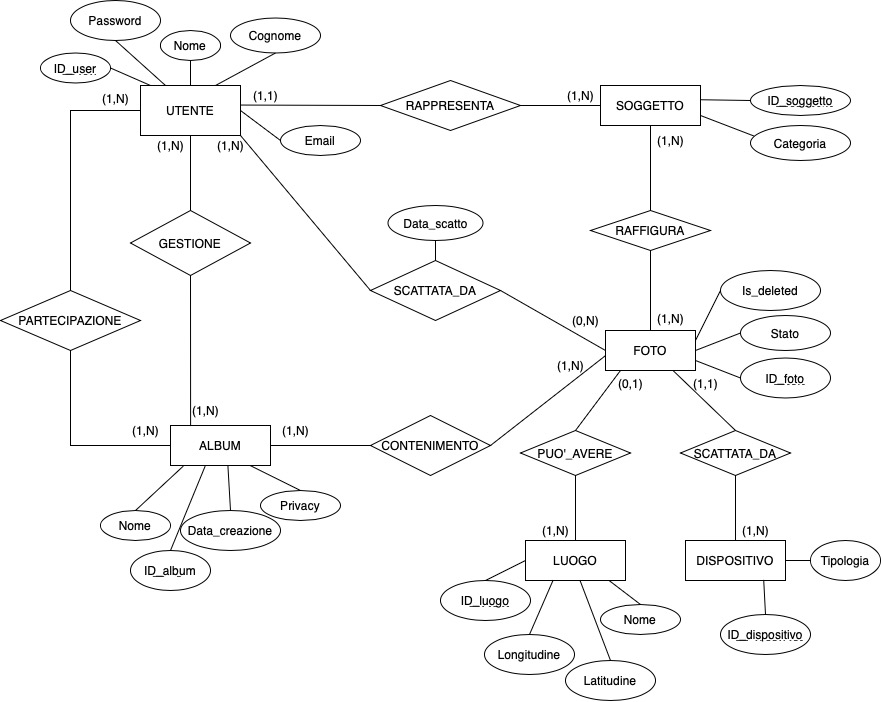 Password
Nome
Cognome
ID_user
(1,N)
UTENTE
(1,1)
RAPPRESENTA
(1,N)
SOGGETTO
ID_soggetto
(1,N)
(1,N)
Email
(1,N)
Categoria
GESTIONE
Data_scatto
RAFFIGURA
SCATTATA_DA
Is_deleted
PARTECIPAZIONE
(0,N)
(1,N)
Stato
FOTO
(1,N)
(0,1)
(1,1)
ID_foto
(1,N)
(1,N)
(1,N)
ALBUM
CONTENIMENTO
PUO'_AVERE
SCATTATA_DA
Nome
ID_album
Data_creazione
Privacy
(1,N)
(1,N)
LUOGO
DISPOSITIVO
Tipologia
ID_luogo
Longitudine
Latitudine
Nome
ID_dispositivo